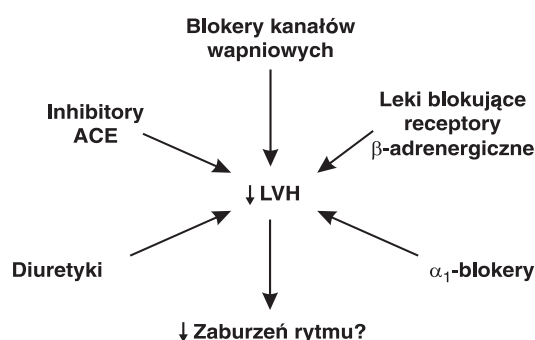 Blokery kanałów
wapniowych
Inhibitory
ACE
Leki blokujące
receptory
β-adrenergiczne
↓ LVH
Diuretyki
α₁-blokery
↓ Zaburzeń rytmu?